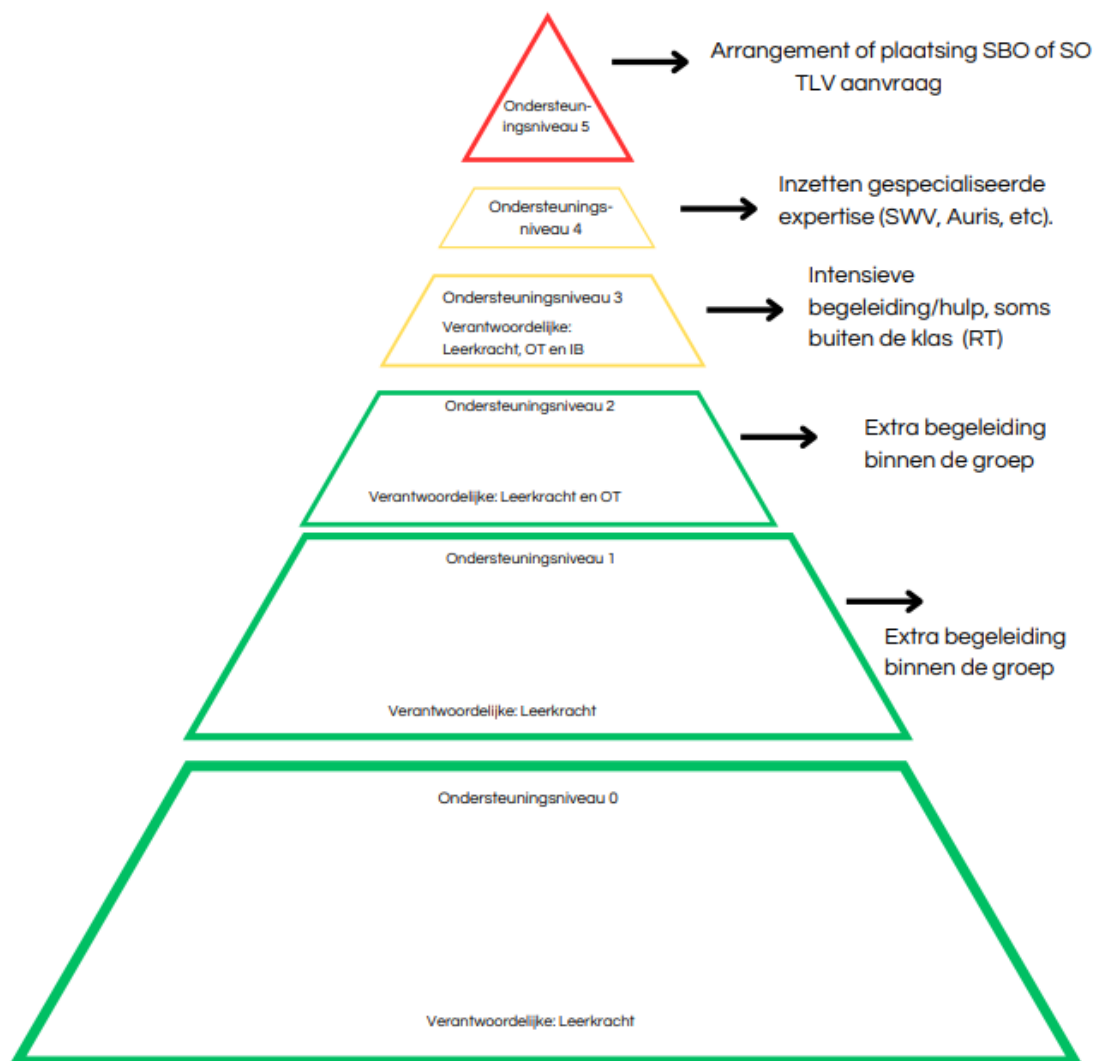 Arrangement of plaatsing SBO of SO
TLV aanvraag
Ondersteun-
ingsniveau 5
Inzetten gespecialiseerde
expertise (SWV, Auris, etc).
Ondersteunings-
niveau 4
Intensieve
begeleiding/hulp, soms
buiten de klas (RT)
Ondersteuningsniveau 3
Verantwoordelijke:
Leerkracht, OT en IB
Ondersteuningsniveau 2
Extra begeleiding
binnen de groep
Verantwoordelijke: Leerkracht en OT
Ondersteuningsniveau 1
Extra begeleiding
binnen de groep
Verantwoordelijke: Leerkracht
Ondersteuningsniveau 0
Verantwoordelijke: Leerkracht